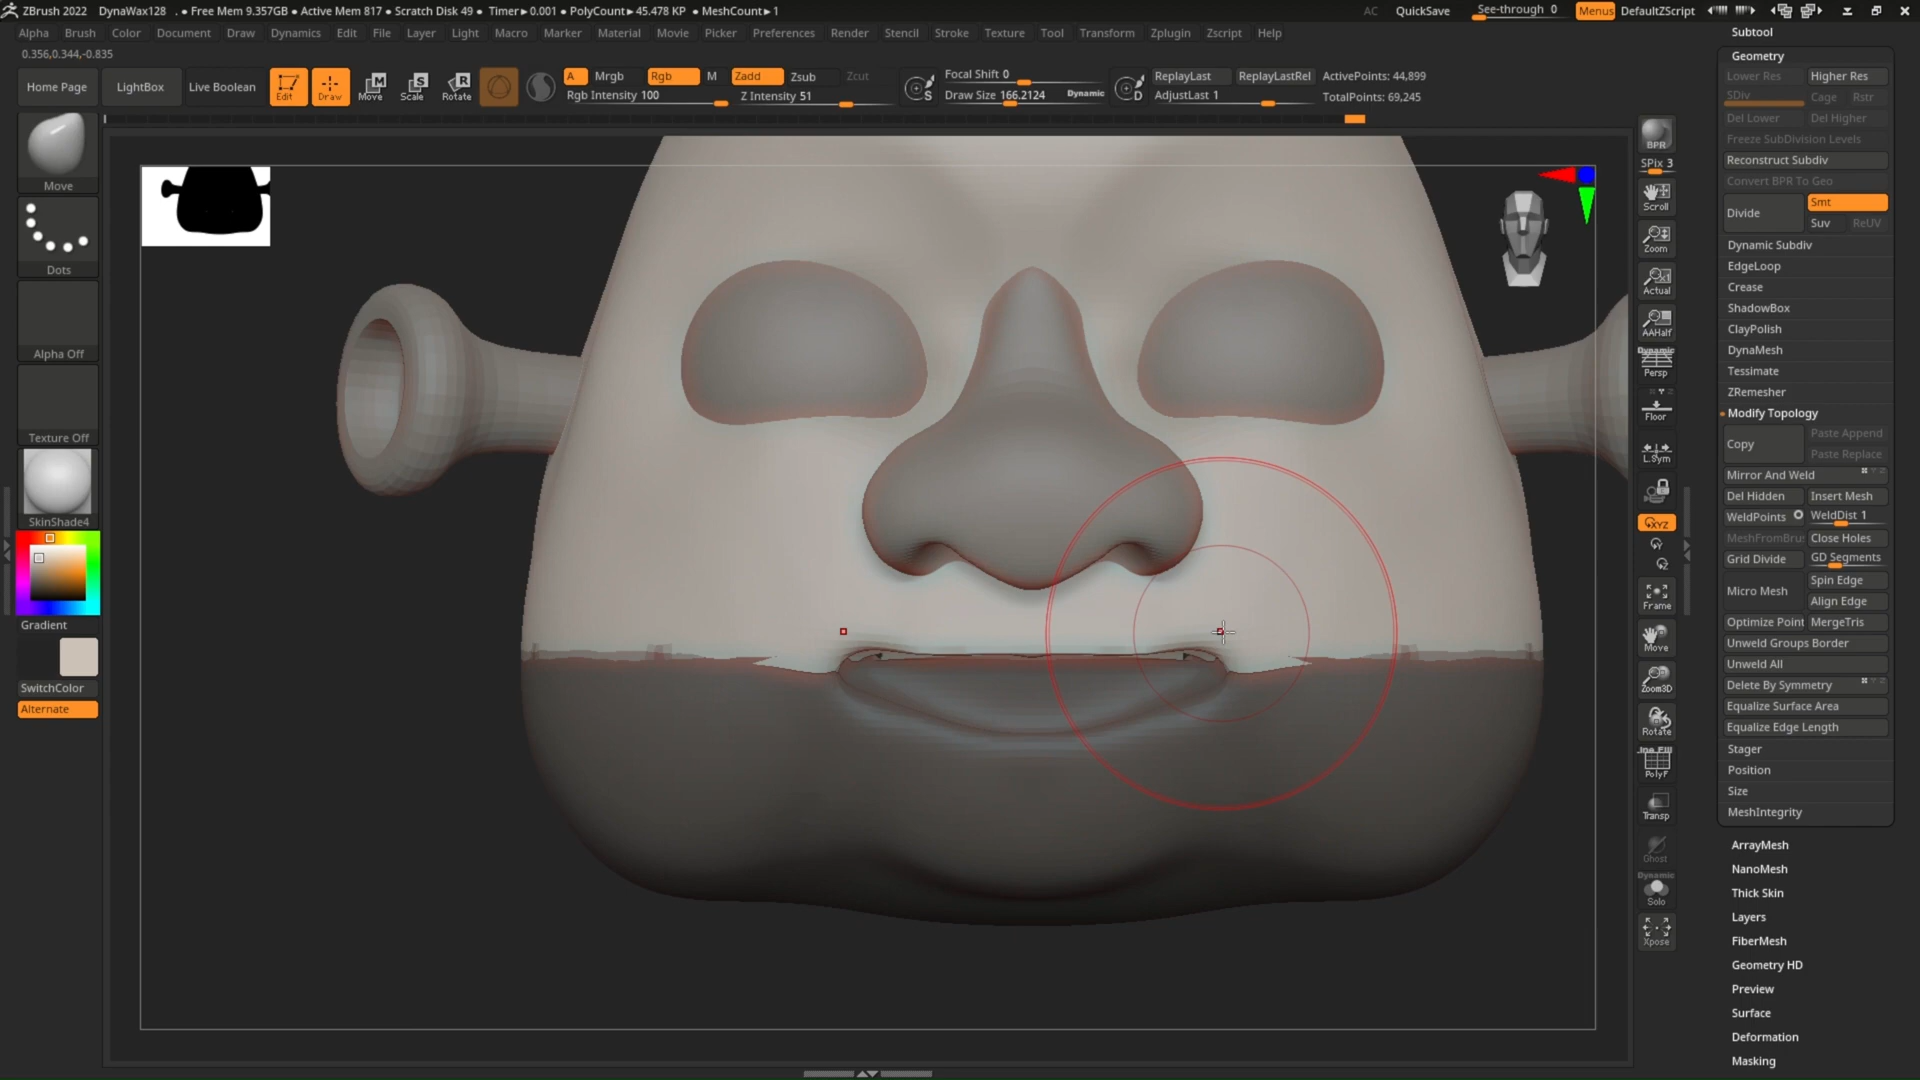 ZBrush 2022 DynaWax128 . ● Free Mem 9.357GB ● Active Mem 817 ● Scratch Disk 49 ● Timer▶0.001 ● PolyCount▶45.478 KP ● MeshCount▶1
AC QuickSave See-through 0 Menus DefaultZScript
Alpha Brush Color Document Draw Dynamics Edit File Layer Light Macro Marker Material Movie Picker Preferences Render Stencil Stroke Texture Tool Transform Zplugin Zscript Help
0.356,0.344,-0.835
Home Page LightBox Live Boolean Edit Draw Move Scale Rotate
A Mrgb Rgb M Zadd Zsub Zcut
Rgb Intensity 100 Z Intensity 51
S
Focal Shift 0
Draw Size 166.2124 Dynamic
D
ReplayLast ReplayLastRel ActivePoints: 44,899
AdjustLast 1 TotalPoints: 69,245
Move
Dots
Alpha Off
Texture Off
SkinShade4
Gradient
SwitchColor
Alternate
BPR
SPix 3
Scroll
Zoom
Actual
AAHalf
Dynamic
Persp
Floor
L.Sym
XYZ
Frame
Move
Zoom3D
Rotate
Line Fill
PolyF
Transp
Ghost
Dynamic
Solo
Xpose
Subtool
Geometry
Lower Res Higher Res
SDiv Cage Rstr
Del Lower Del Higher
Freeze SubDivision Levels
Reconstruct Subdiv
Convert BPR To Geo
Divide Smt
Suv ReUV
Dynamic Subdiv
EdgeLoop
Crease
ShadowBox
ClayPolish
DynaMesh
Tessimate
ZRemesher
Modify Topology
Copy Paste Append
Paste Replace
Mirror And Weld
Del Hidden Insert Mesh
WeldPoints WeldDist 1
MeshFromBru Close Holes
Grid Divide GD Segments
Micro Mesh Spin Edge
Align Edge
Optimize Point MergeTris
Unweld Groups Border
Unweld All
Delete By Symmetry
Equalize Surface Area
Equalize Edge Length
Stager
Position
Size
MeshIntegrity
ArrayMesh
NanoMesh
Thick Skin
Layers
FiberMesh
Geometry HD
Preview
Surface
Deformation
Masking